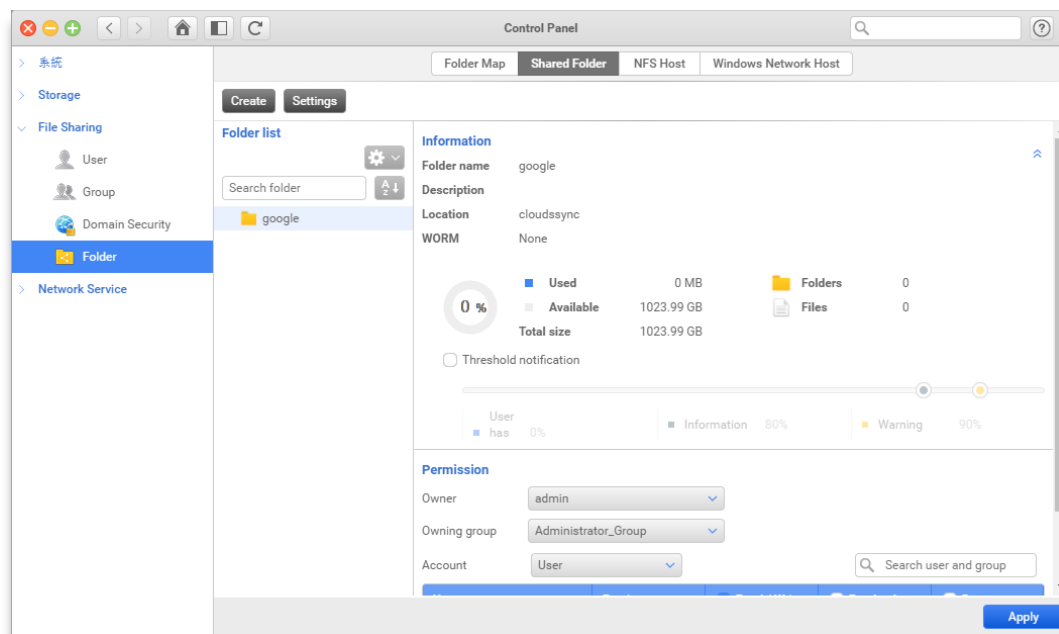 Control Panel
系統
Storage
File Sharing
User
Group
Domain Security
Folder
Network Service
Folder Map Shared Folder NFS Host Windows Network Host
Create Settings
Folder list
Search folder
google
Information
Folder name google
Description
Location cloudssync
WORM None
0 %
Used 0 MB
Available 1023.99 GB
Total size 1023.99 GB
Folders 0
Files 0
Threshold notification
User has 0%
Information 80%
Warning 90%
Permission
Owner admin
Owning group Administrator_Group
Account User
Search user and group
Apply